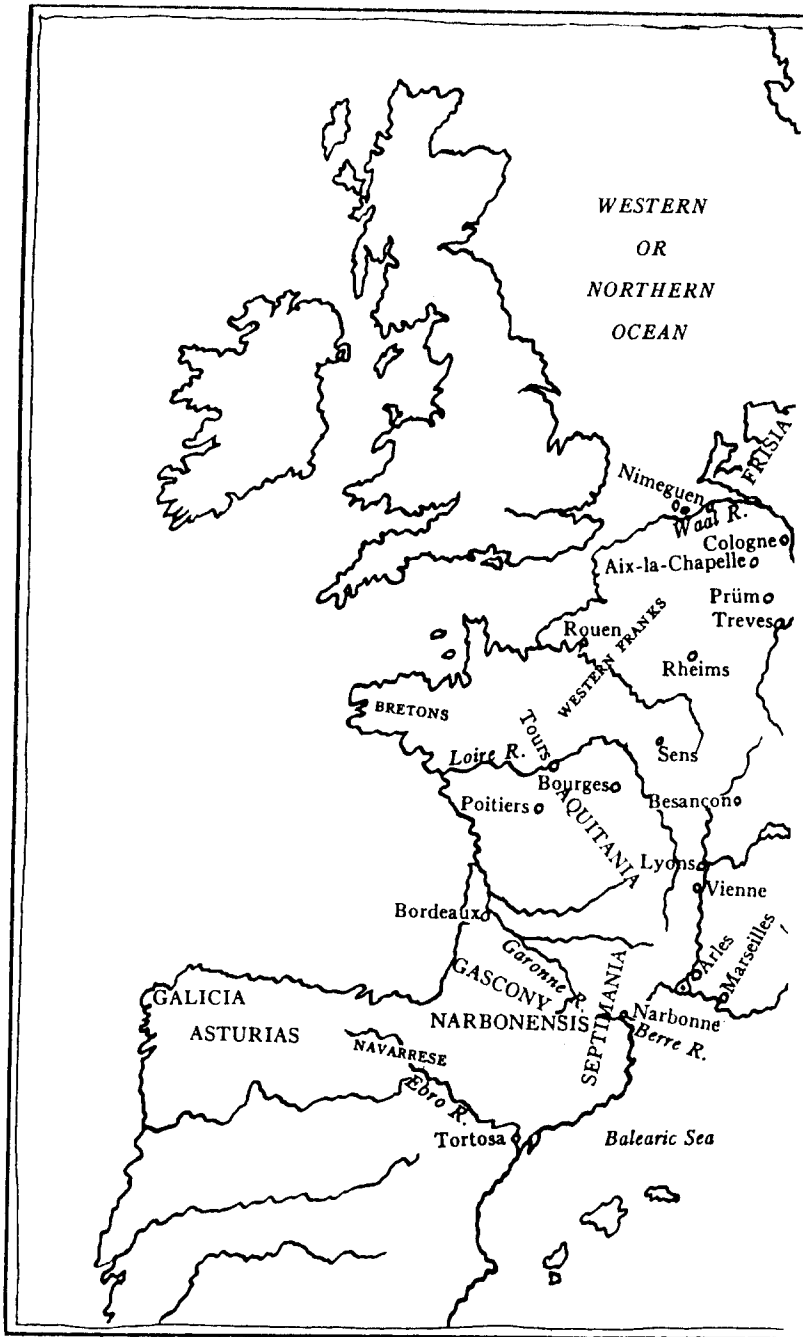 WESTERN
OR
NORTHERN
OCEAN
FRISIA
Nimeguen
Waal R.
Cologne
Aix-la-Chapelle
Prüm
Treves
Rouen
WESTERN FRANKS
Rheims
BRETONS
Tours
Sens
Loire R.
Bourges
Besançon
Poitiers
AQUITANIA
Lyons
Vienne
Bordeaux
Garonne R.
Arles
Marseilles
GASCONY
SEPTIMANIA
GALICIA
NARBONENSIS
Narbonne
ASTURIAS
Berre R.
NAVARRESE
Ebro R.
Tortosa
Balearic Sea